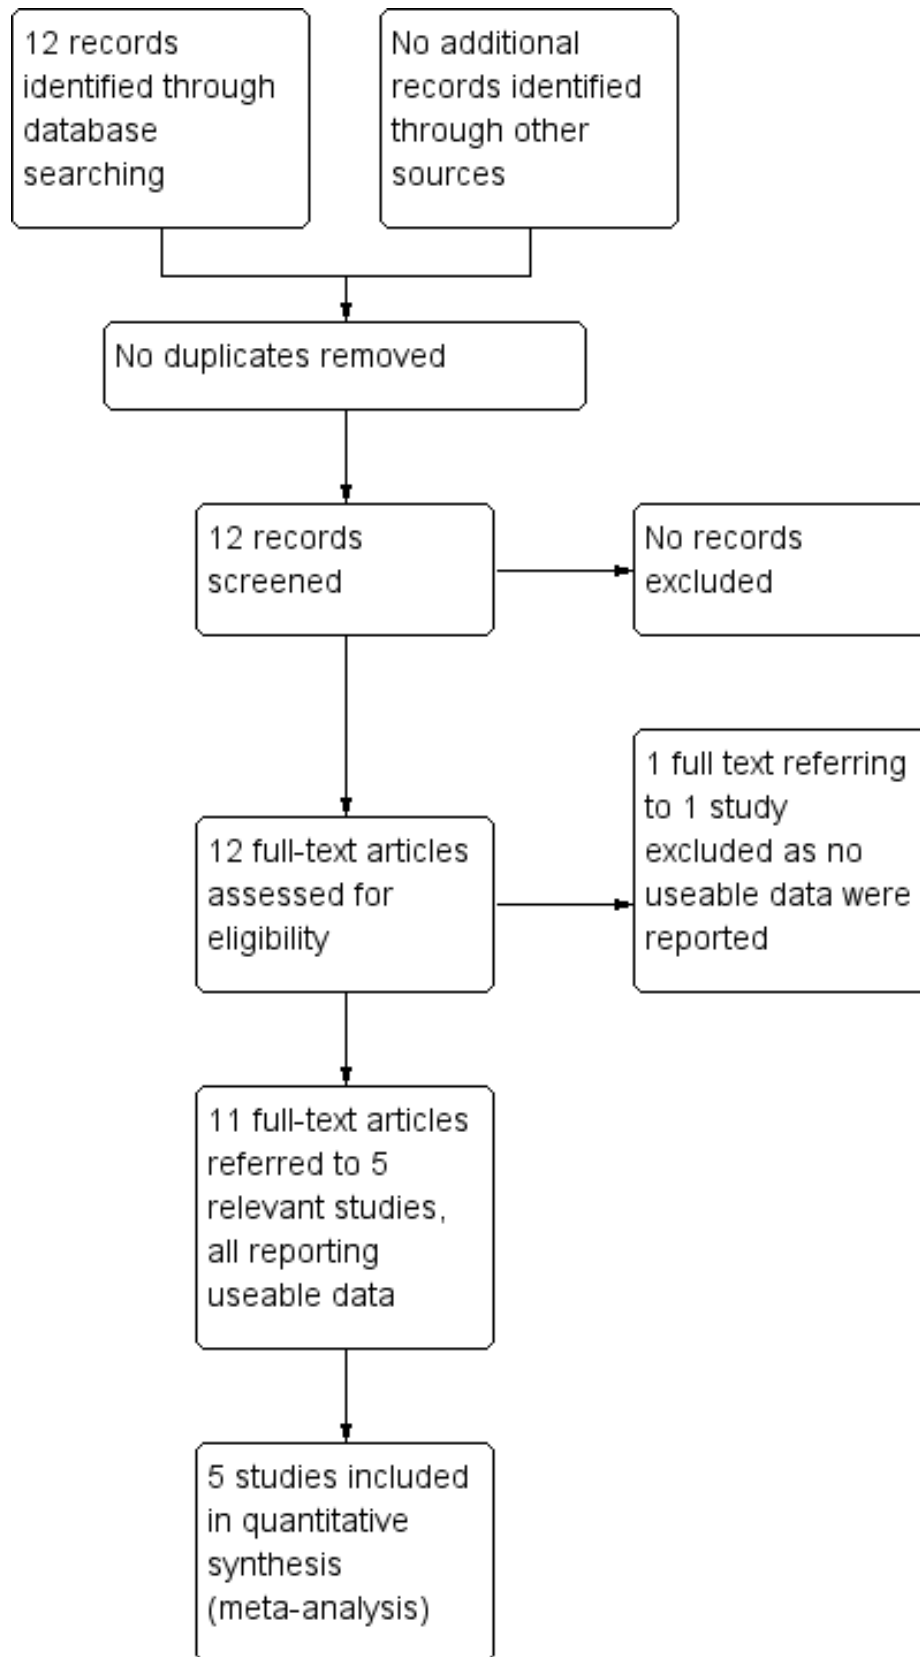 12 records
identified through
database
searching
No additional
records identified
through other
sources
No duplicates removed
12 records
screened
No records
excluded
12 full-text articles
assessed for
eligibility
1 full text referring
to 1 study
excluded as no
useable data were
reported
11 full-text articles
referred to 5
relevant studies,
all reporting
useable data
5 studies included
in quantitative
synthesis
(meta-analysis)